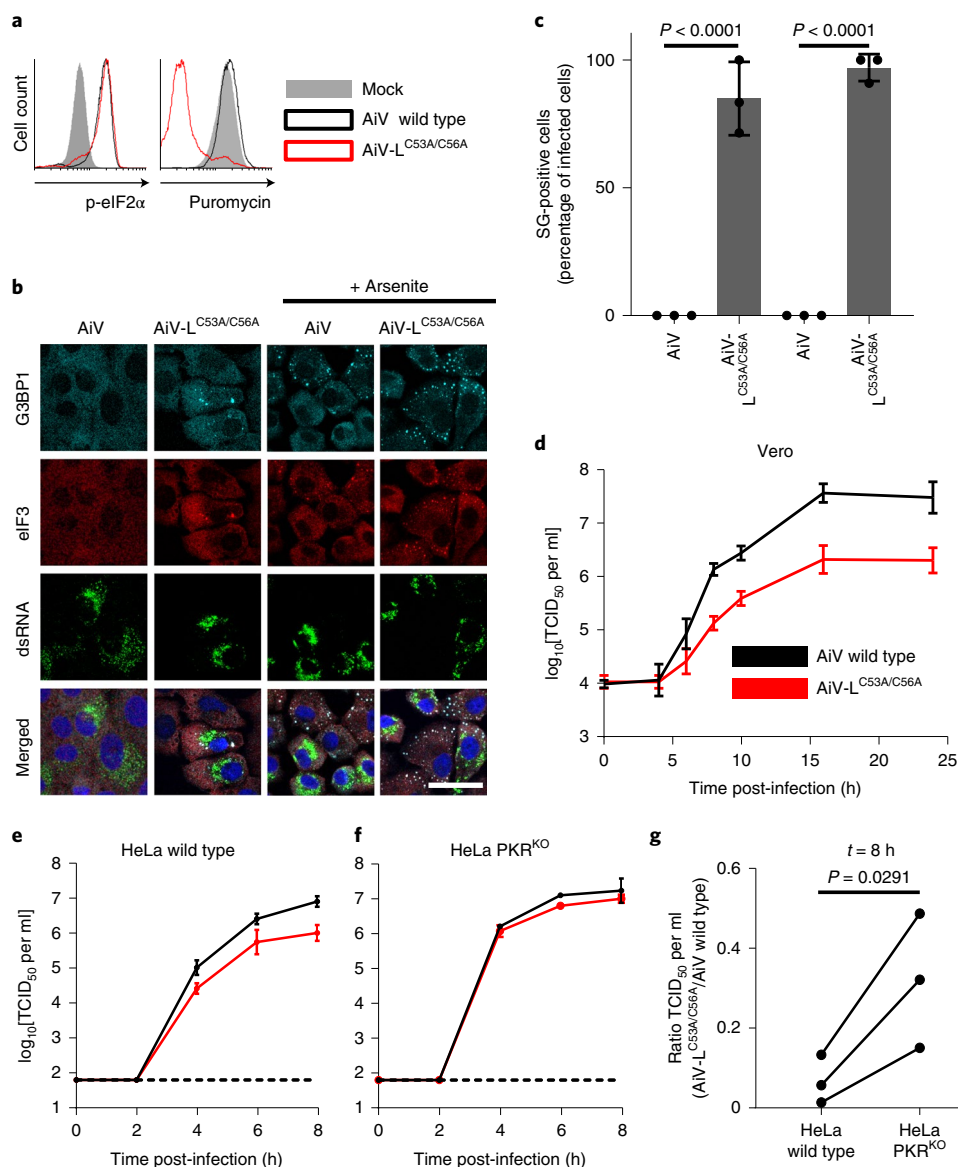 a
Cell count
p-eIF2α
Puromycin
Mock
AiV wild type
AiV-L^C53A/C56A
b
+ Arsenite
AiV
AiV-L^C53A/C56A
AiV
AiV-L^C53A/C56A
G3BP1
eIF3
dsRNA
Merged
c
P < 0.0001
P < 0.0001
100
50
0
SG-positive cells
(percentage of infected cells)
AiV
AiV-
L^C53A/C56A
AiV
AiV-
L^C53A/C56A
d
Vero
8
7
6
5
4
3
log₁₀[TCID₅₀ per ml]
AiV wild type
AiV-L^C53A/C56A
0 5 10 15 20 25
Time post-infection (h)
e
HeLa wild type
8
7
6
5
4
3
2
1
log₁₀[TCID₅₀ per ml]
0 2 4 6 8
Time post-infection (h)
f
HeLa PKR^KO
8
7
6
5
4
3
2
1
0 2 4 6 8
Time post-infection (h)
g
t = 8 h
P = 0.0291
0.6
0.4
0.2
0
Ratio TCID₅₀ per ml
(AiV-L^C53A/C56A/AiV wild type)
HeLa
wild type
HeLa
PKR^KO